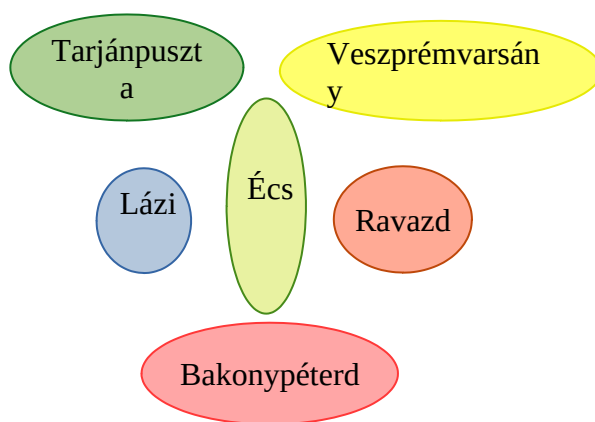 Tarjánpuszt
a
Veszprémvarsán
y
Écs
Lázi
Ravazd
Bakonypéterd